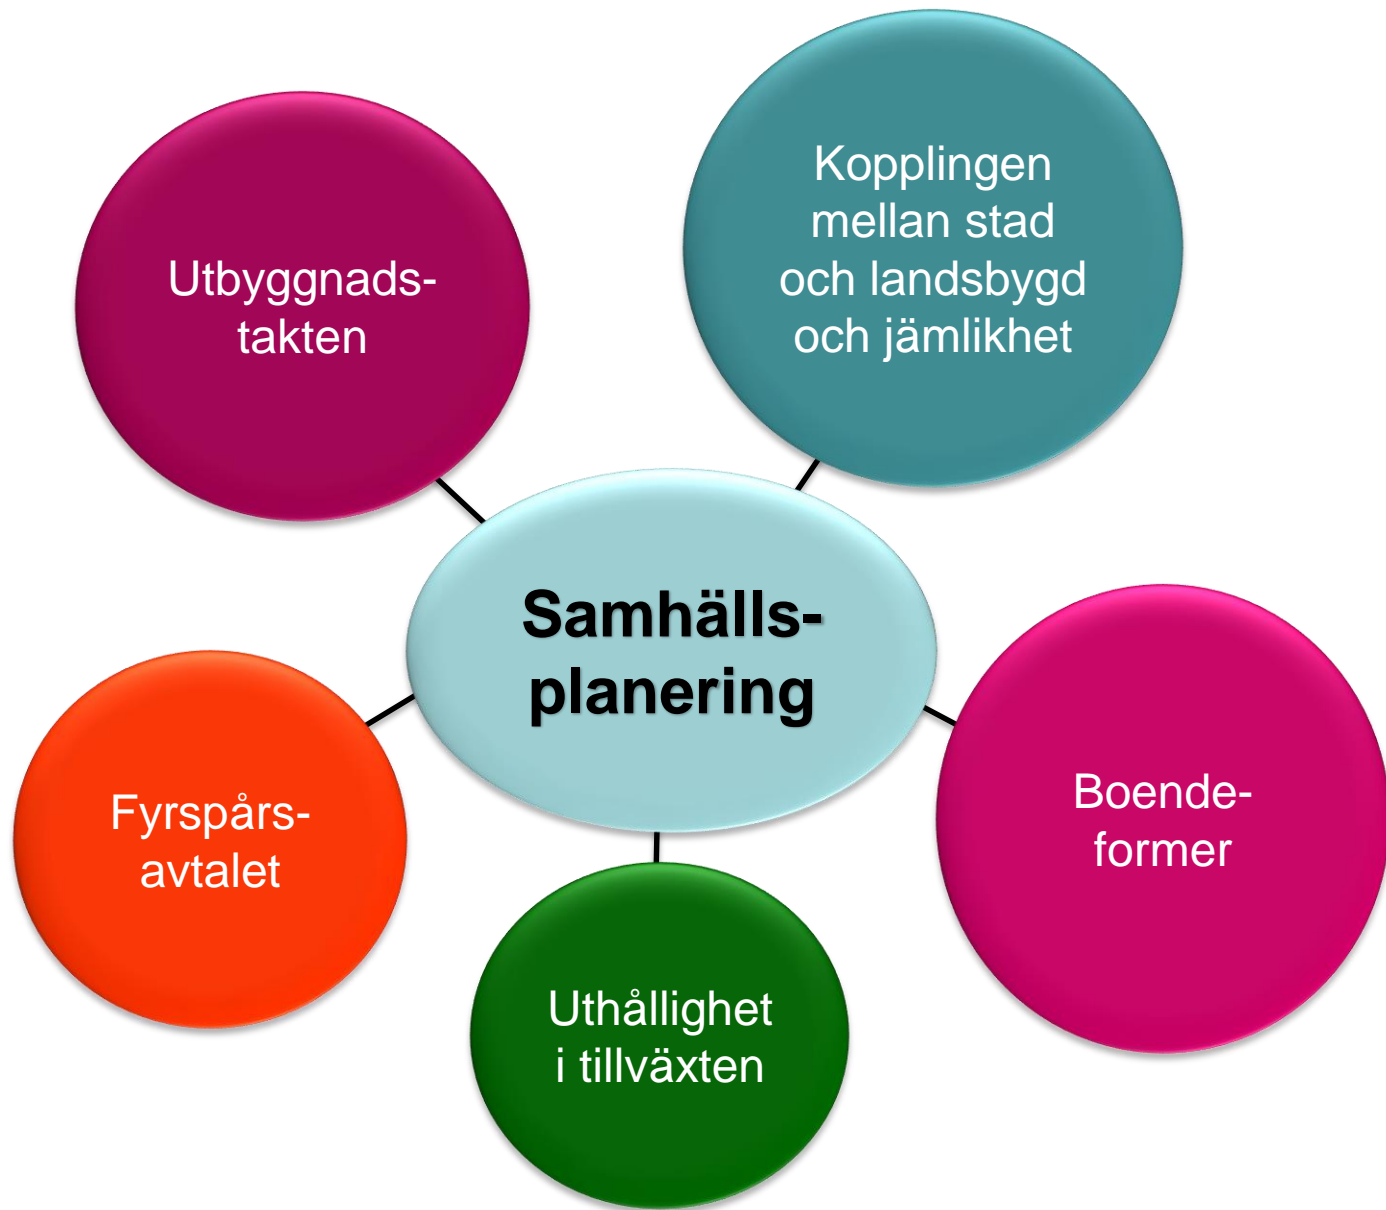 Kopplingen
mellan stad
och landsbygd
och jämlikhet
Utbyggnads-
takten
Samhälls-
planering
Boende-
former
Fyrspårs-
avtalet
Uthållighet
i tillväxten